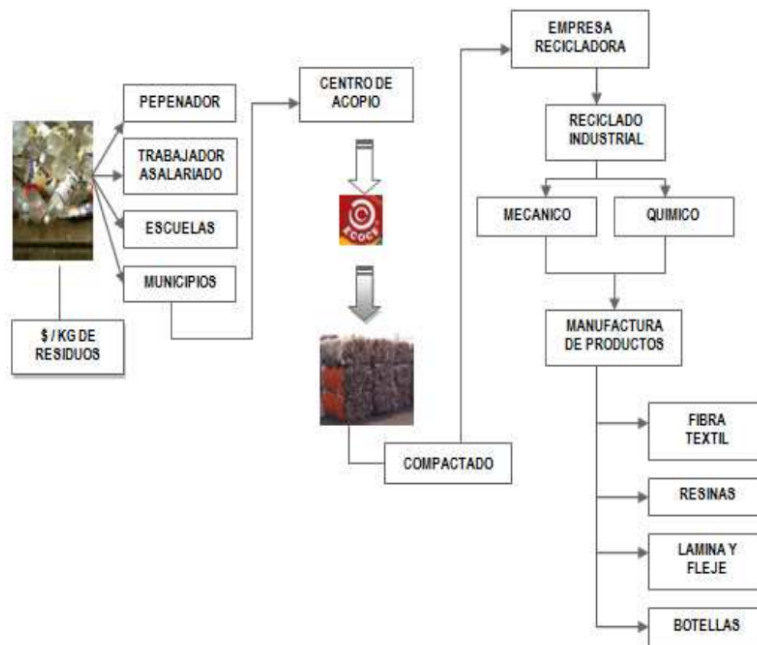 PEPENADOR
TRABAJADOR
ASALARIADO
ESCUELAS
MUNICIPIOS
$ / KG DE
RESIDUOS
CENTRO DE
ACOPIO
ECOCE
COMPACTADO
EMPRESA
RECICLADORA
RECICLADO
INDUSTRIAL
MECANICO
QUIMICO
MANUFACTURA
DE PRODUCTOS
FIBRA
TEXTIL
RESINAS
LAMINA Y
FLEJE
BOTELLAS